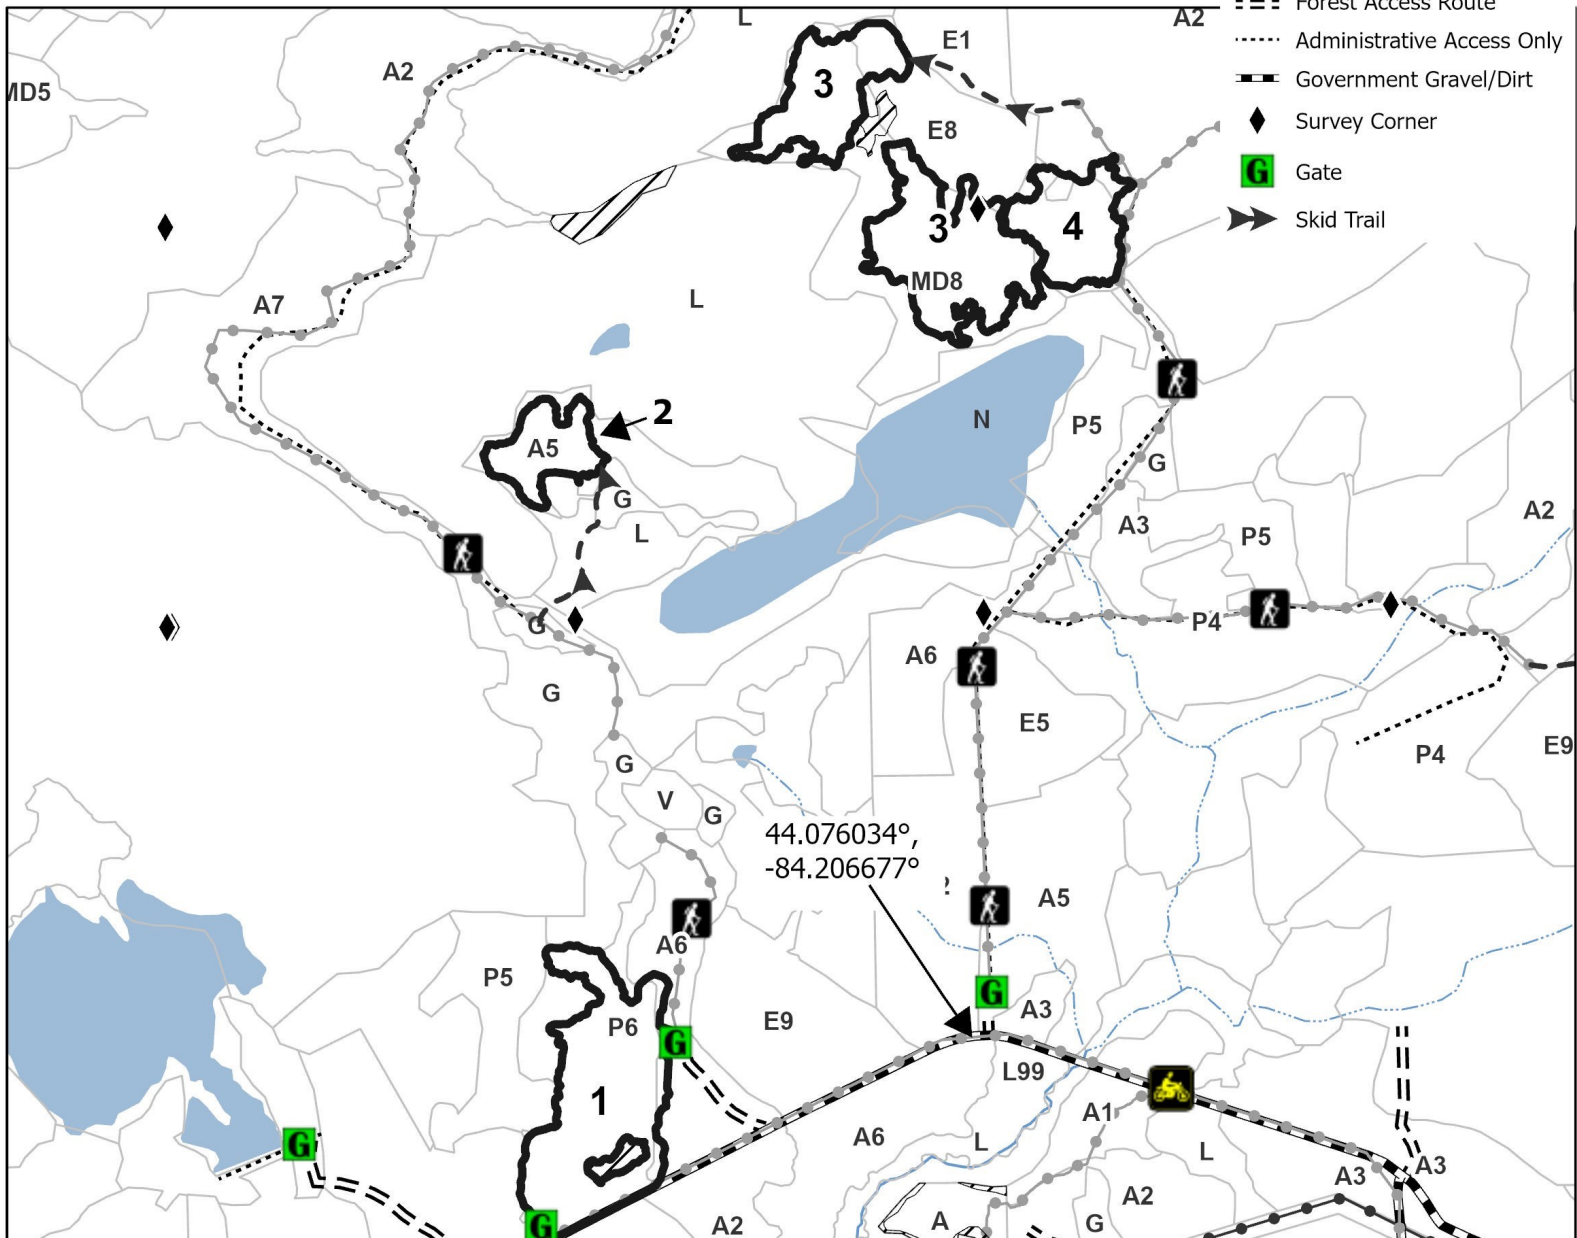 Forest Access Route
L
A2
E1
Administrative Access Only
A2
3
Government Gravel/Dirt
MD5
Survey Corner
E8
G
Gate
3
4
Skid Trail
MD8
L
A7
2
N
P5
A5
G
G
A3
A2
L
P5
G
P4
A6
G
E5
P4
E9
G
V
G
44.076034°,
-84.206677°
A5
A6
P5
G
A3
P6
E9
G
L99
1
A1
A6
L
L
G
A3
A3
A2
A2
A
G
G